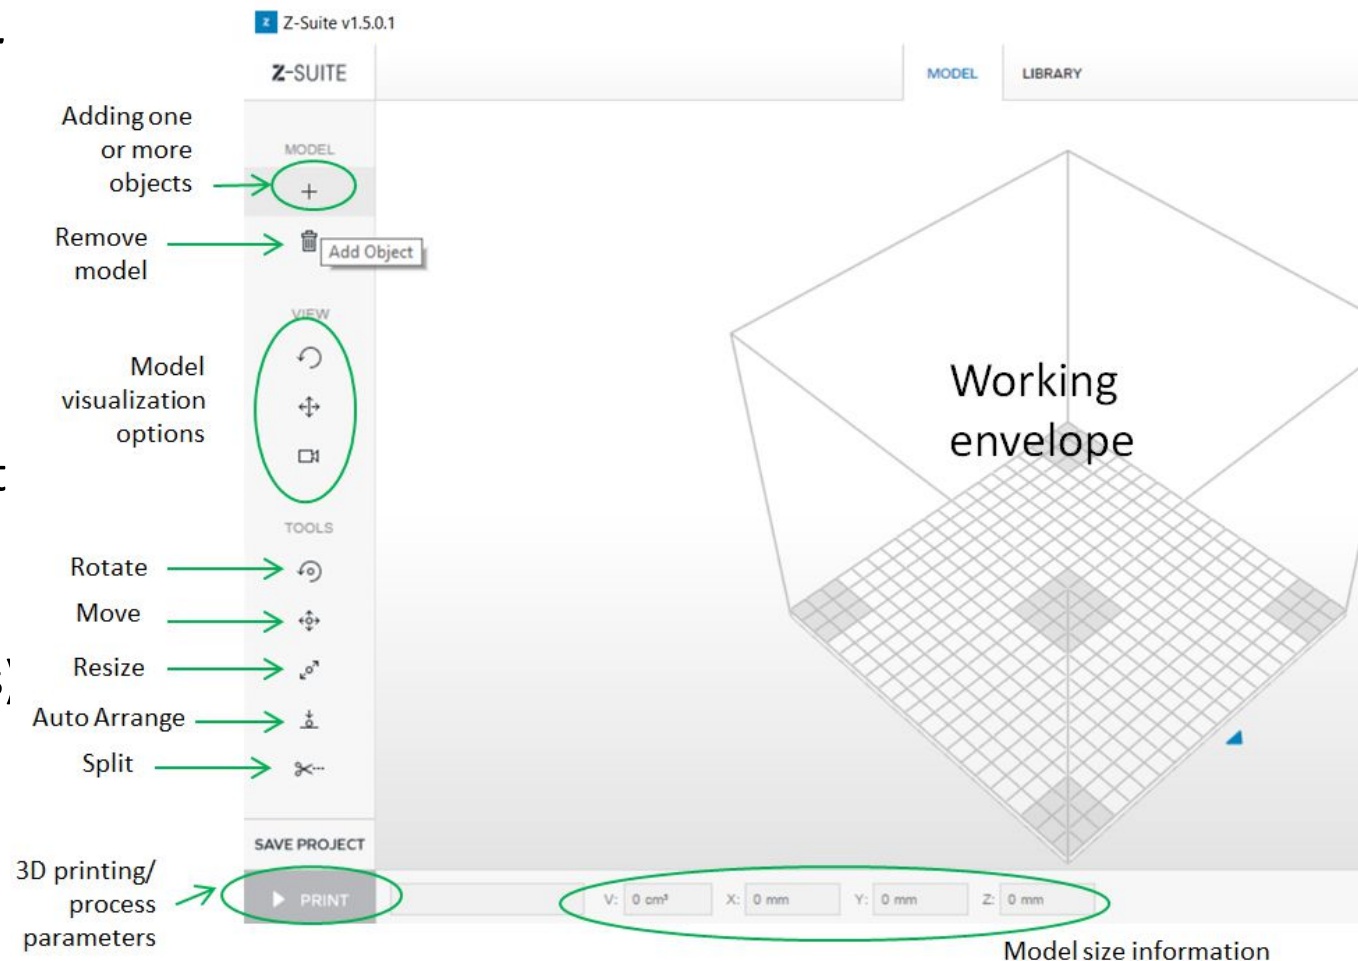 Z-Suite v1.5.0.1
Z-SUITE
MODEL
LIBRARY
Adding one
or more
objects
MODEL
Remove
model
Add Object
VIEW
Model
visualization
options
Working
envelope
TOOLS
Rotate
Move
Resize
Auto Arrange
Split
SAVE PROJECT
3D printing/
process
parameters
PRINT
V: 0 cm³ X: 0 mm Y: 0 mm Z: 0 mm
Model size information